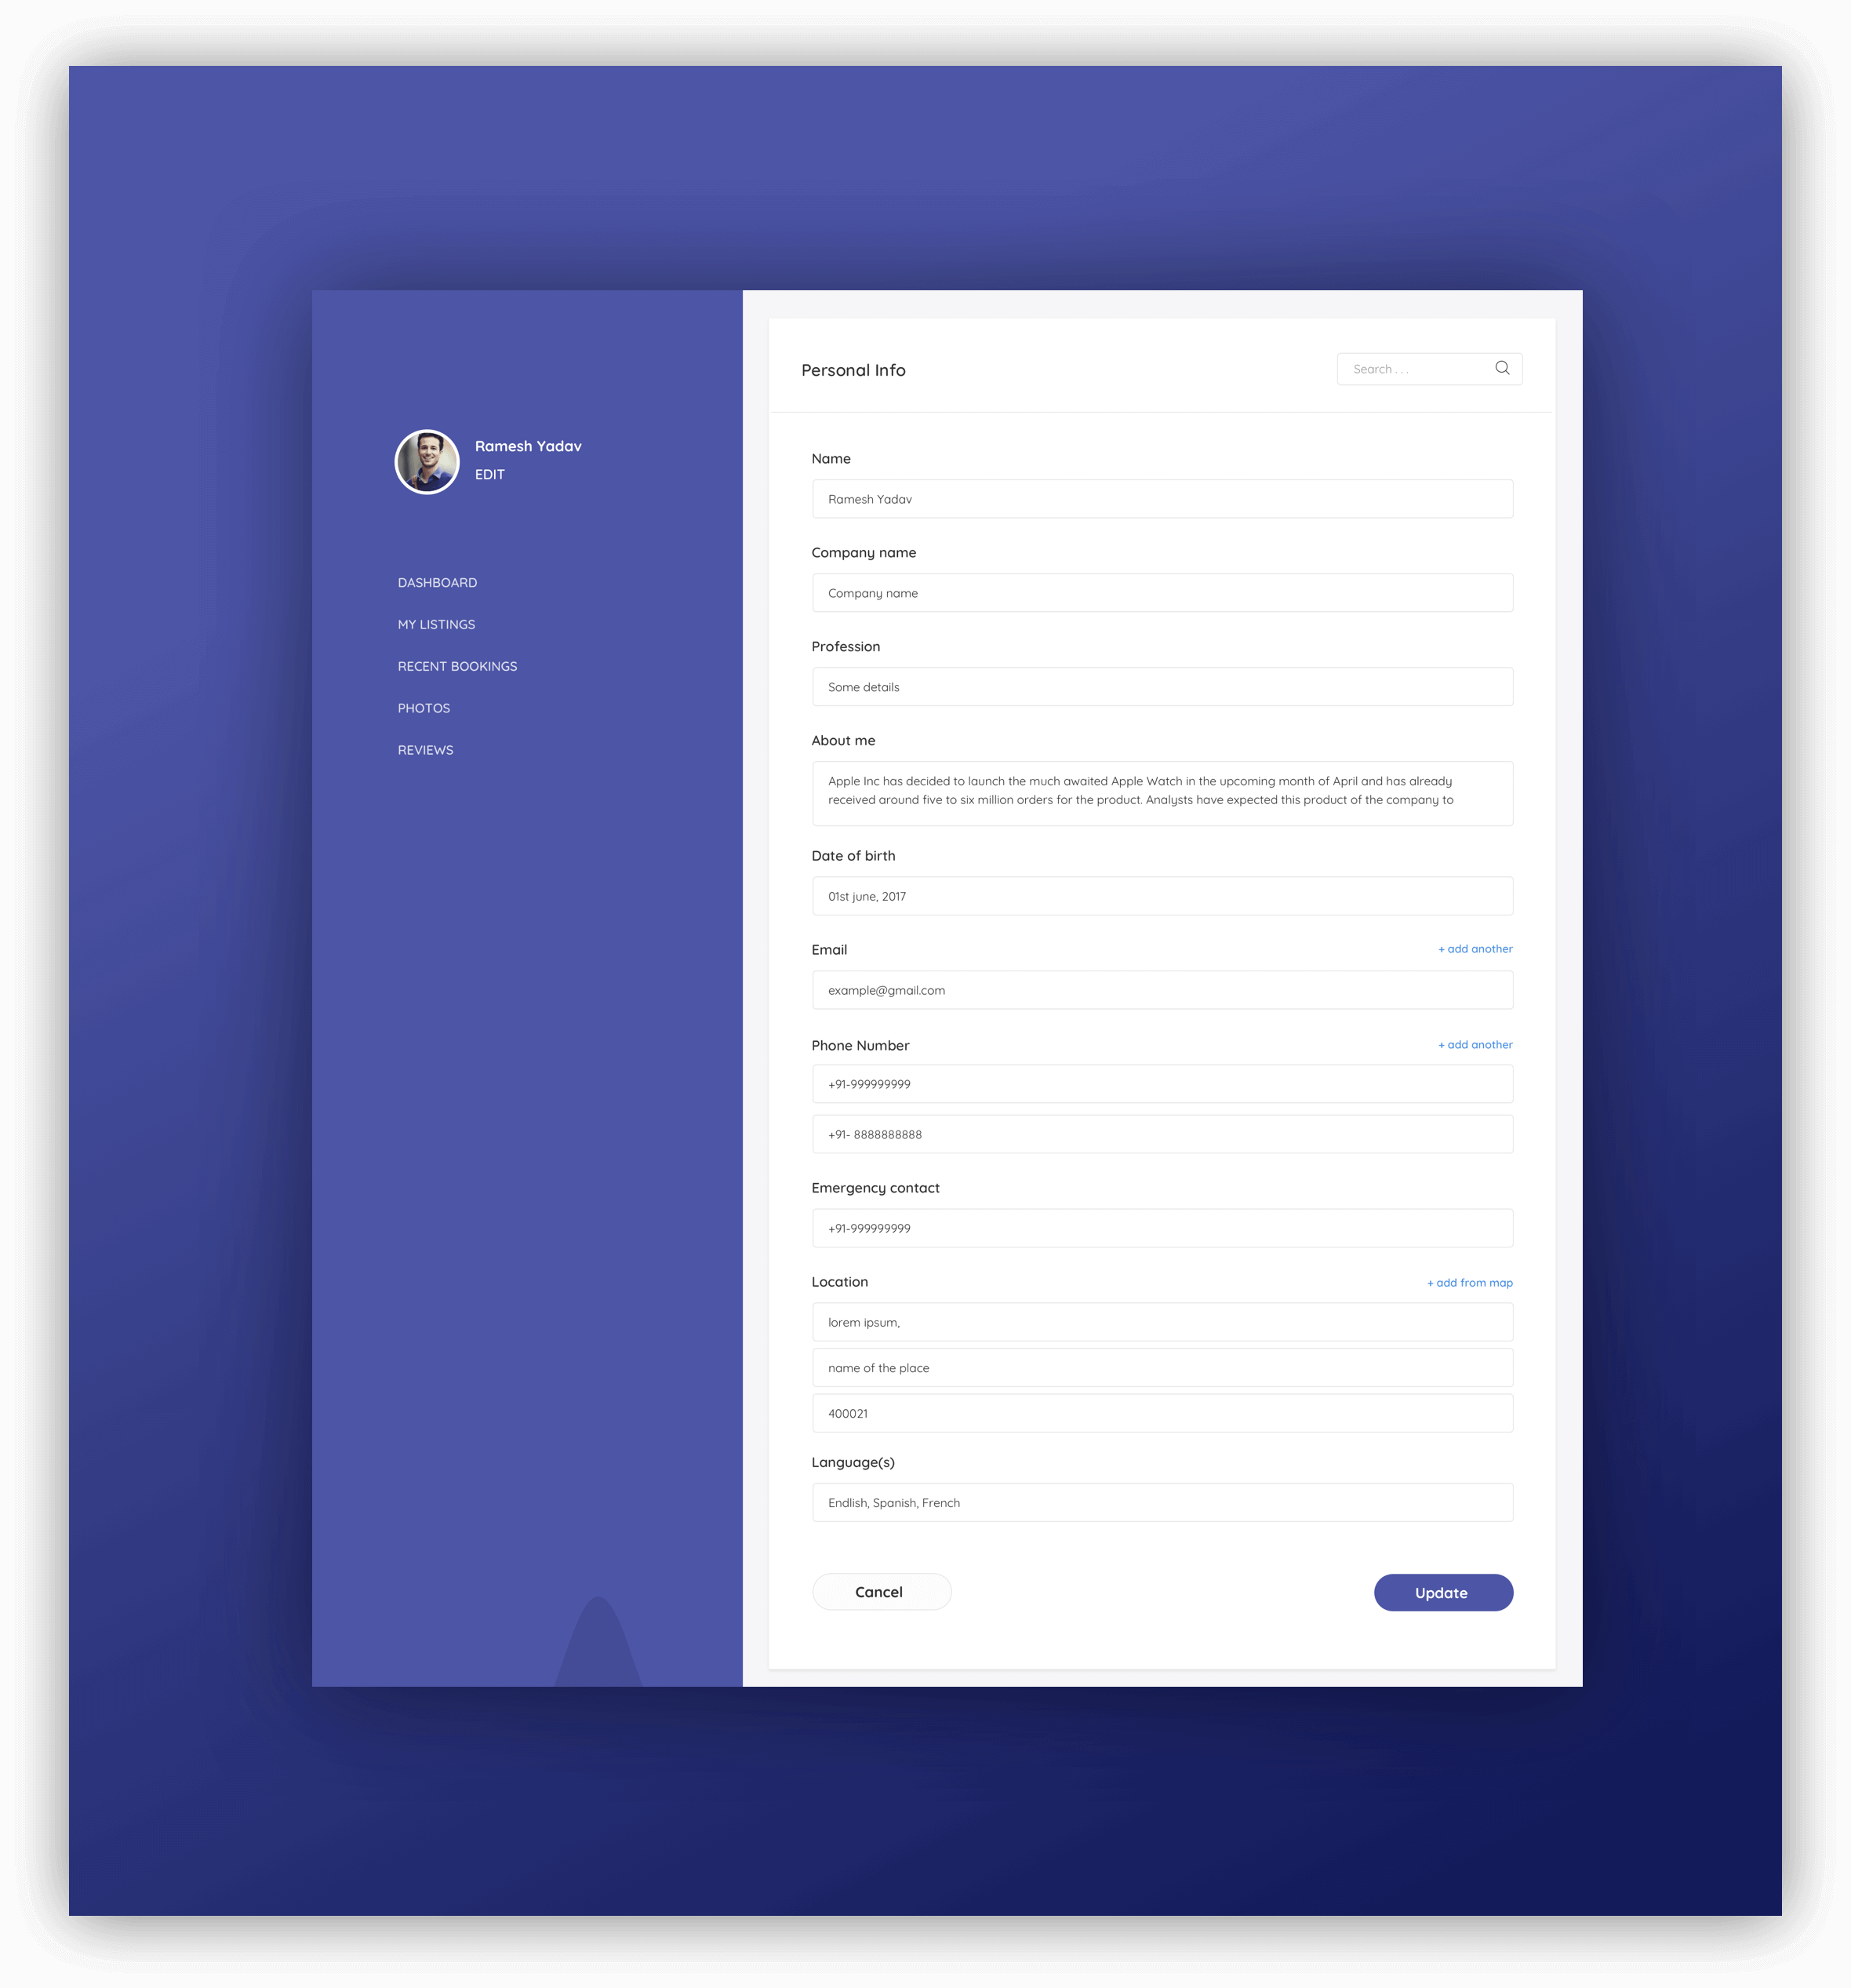 Ramesh Yadav
EDIT
DASHBOARD
MY LISTINGS
RECENT BOOKINGS
PHOTOS
REVIEWS
Personal Info
Search . . .
Name
Ramesh Yadav
Company name
Company name
Profession
Some details
About me
Apple Inc has decided to launch the much awaited Apple Watch in the upcoming month of April and has already
received around five to six million orders for the product. Analysts have expected this product of the company to
Date of birth
01st june, 2017
Email
+ add another
example@gmail.com
Phone Number
+ add another
+91-999999999
+91- 8888888888
Emergency contact
+91-999999999
Location
+ add from map
lorem ipsum,
name of the place
400021
Language(s)
Endlish, Spanish, French
Cancel
Update